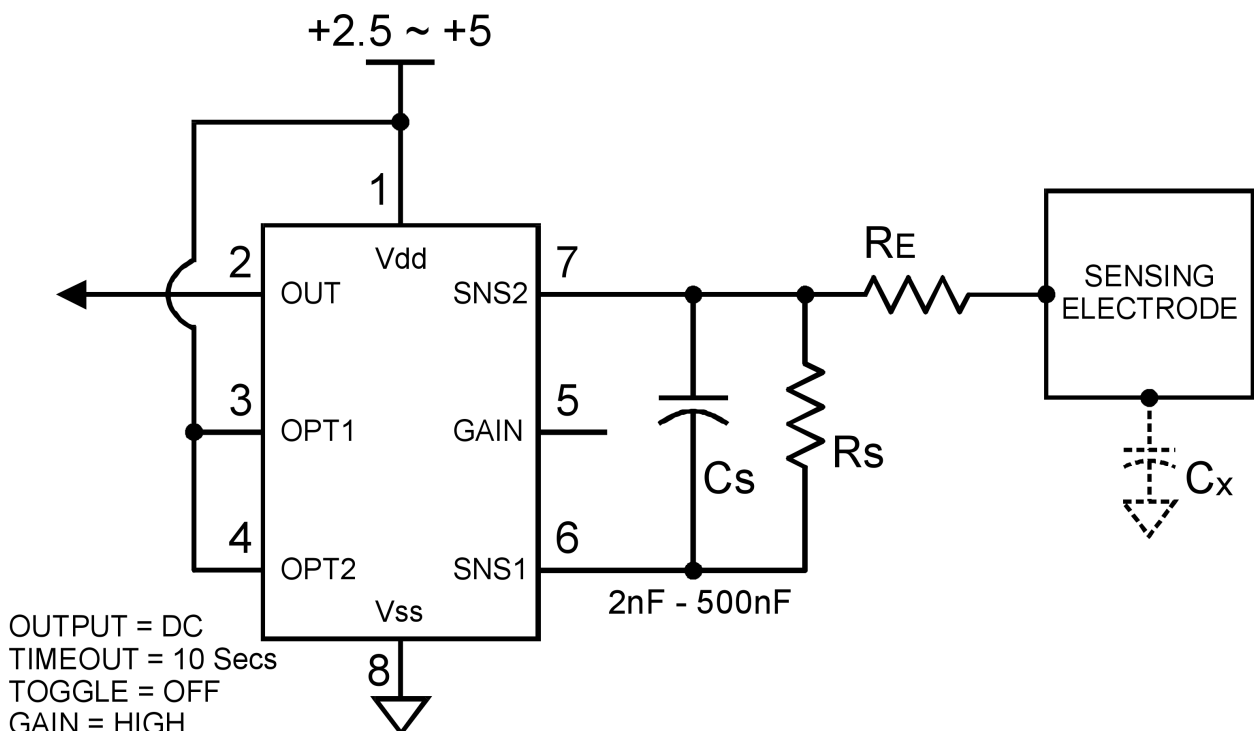 +2.5 ~ +5
1
Vdd
2
OUT
SNS2
7
RE
SENSING
ELECTRODE
3
OPT1
GAIN
5
Cs
Rs
Cx
4
OPT2
SNS1
6
Vss
2nF - 500nF
8
OUTPUT = DC
TIMEOUT = 10 Secs
TOGGLE = OFF
GAIN = HIGH